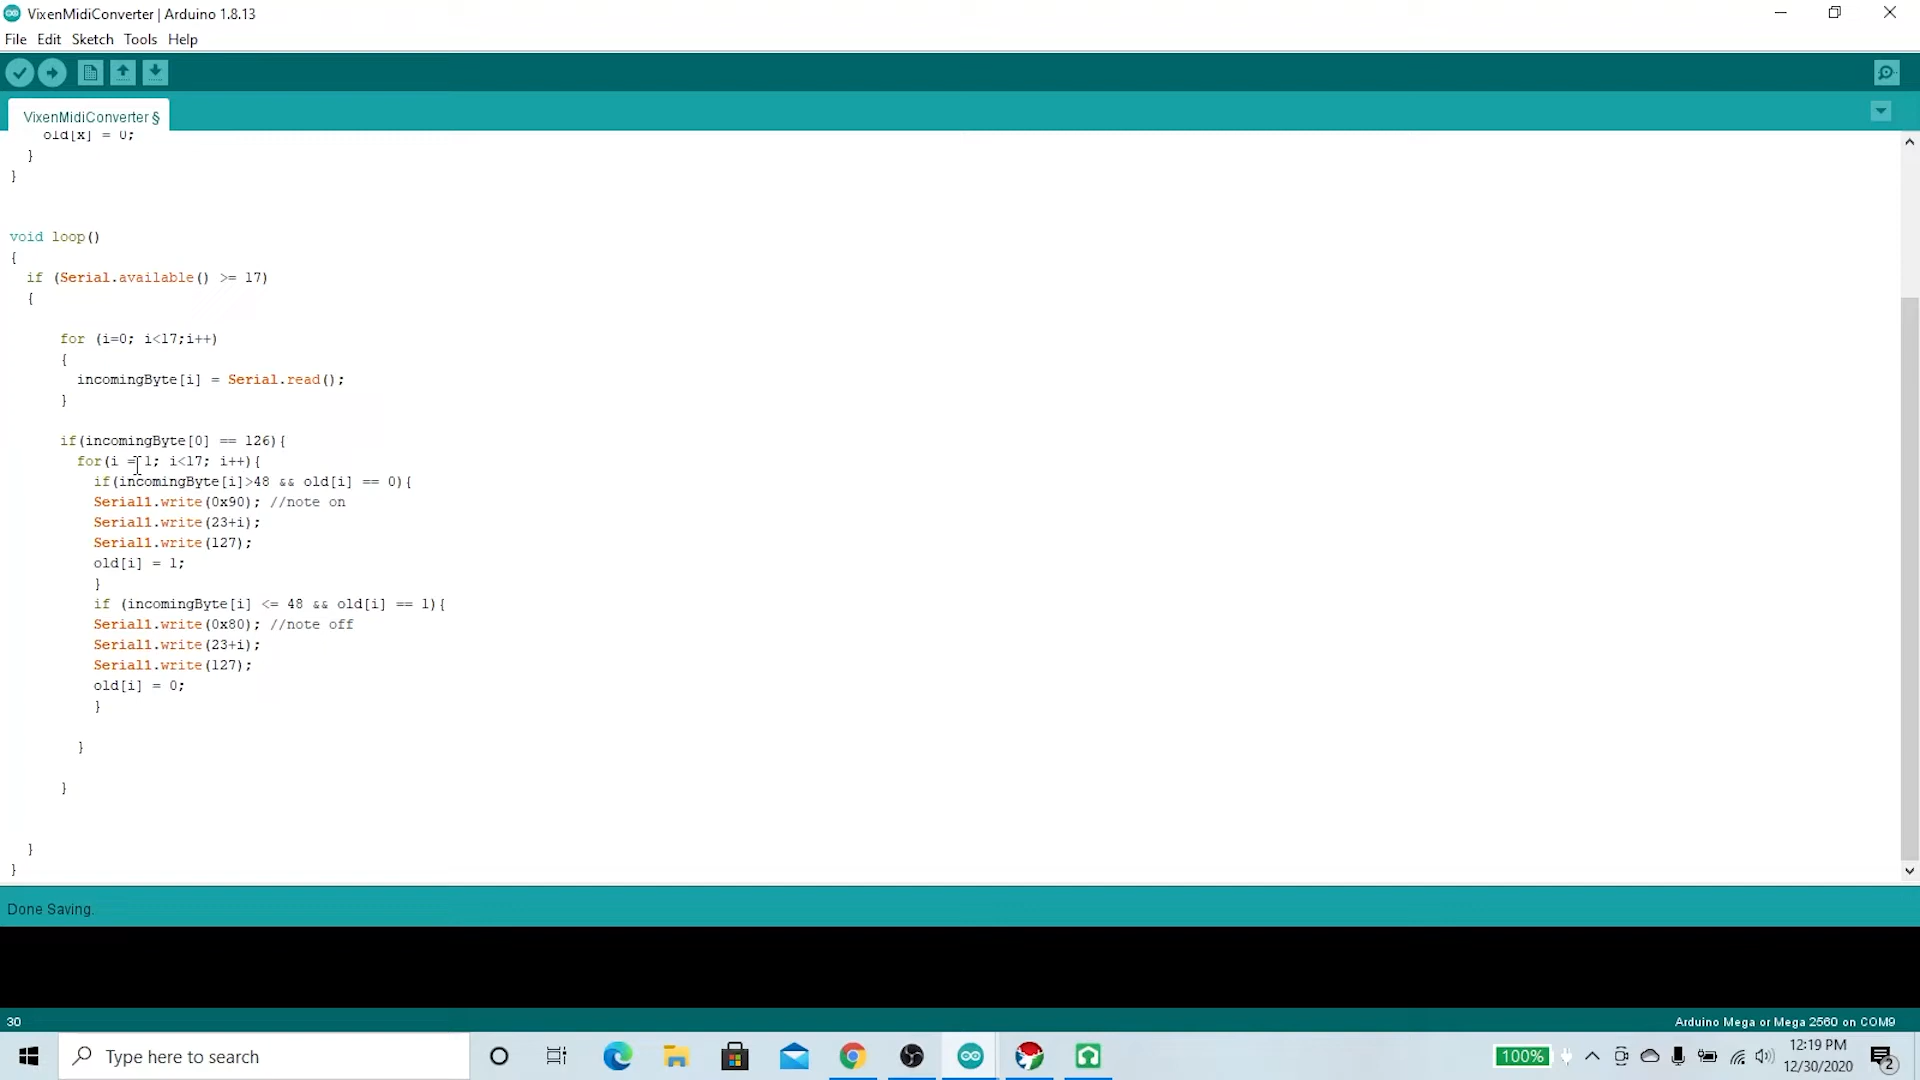 VixenMidiConverter | Arduino 1.8.13
File Edit Sketch Tools Help
VixenMidiConverter §
old[x] = 0;
}
}
void loop()
{
if (Serial.available() >= 17)
{
for (i=0; i<17;i++)
{
incomingByte[i] = Serial.read();
}
if(incomingByte[0] == 126){
for(i = 1; i<17; i++){
if(incomingByte[i]>48 && old[i] == 0){
Serial1.write(0x90); //note on
Serial1.write(23+i);
Serial1.write(127);
old[i] = 1;
}
if (incomingByte[i] <= 48 && old[i] == 1){
Serial1.write(0x80); //note off
Serial1.write(23+i);
Serial1.write(127);
old[i] = 0;
}
}
}
}
}
Done Saving.
30
Arduino Mega or Mega 2560 on COM9
Type here to search
100%
12:19 PM
12/30/2020
2